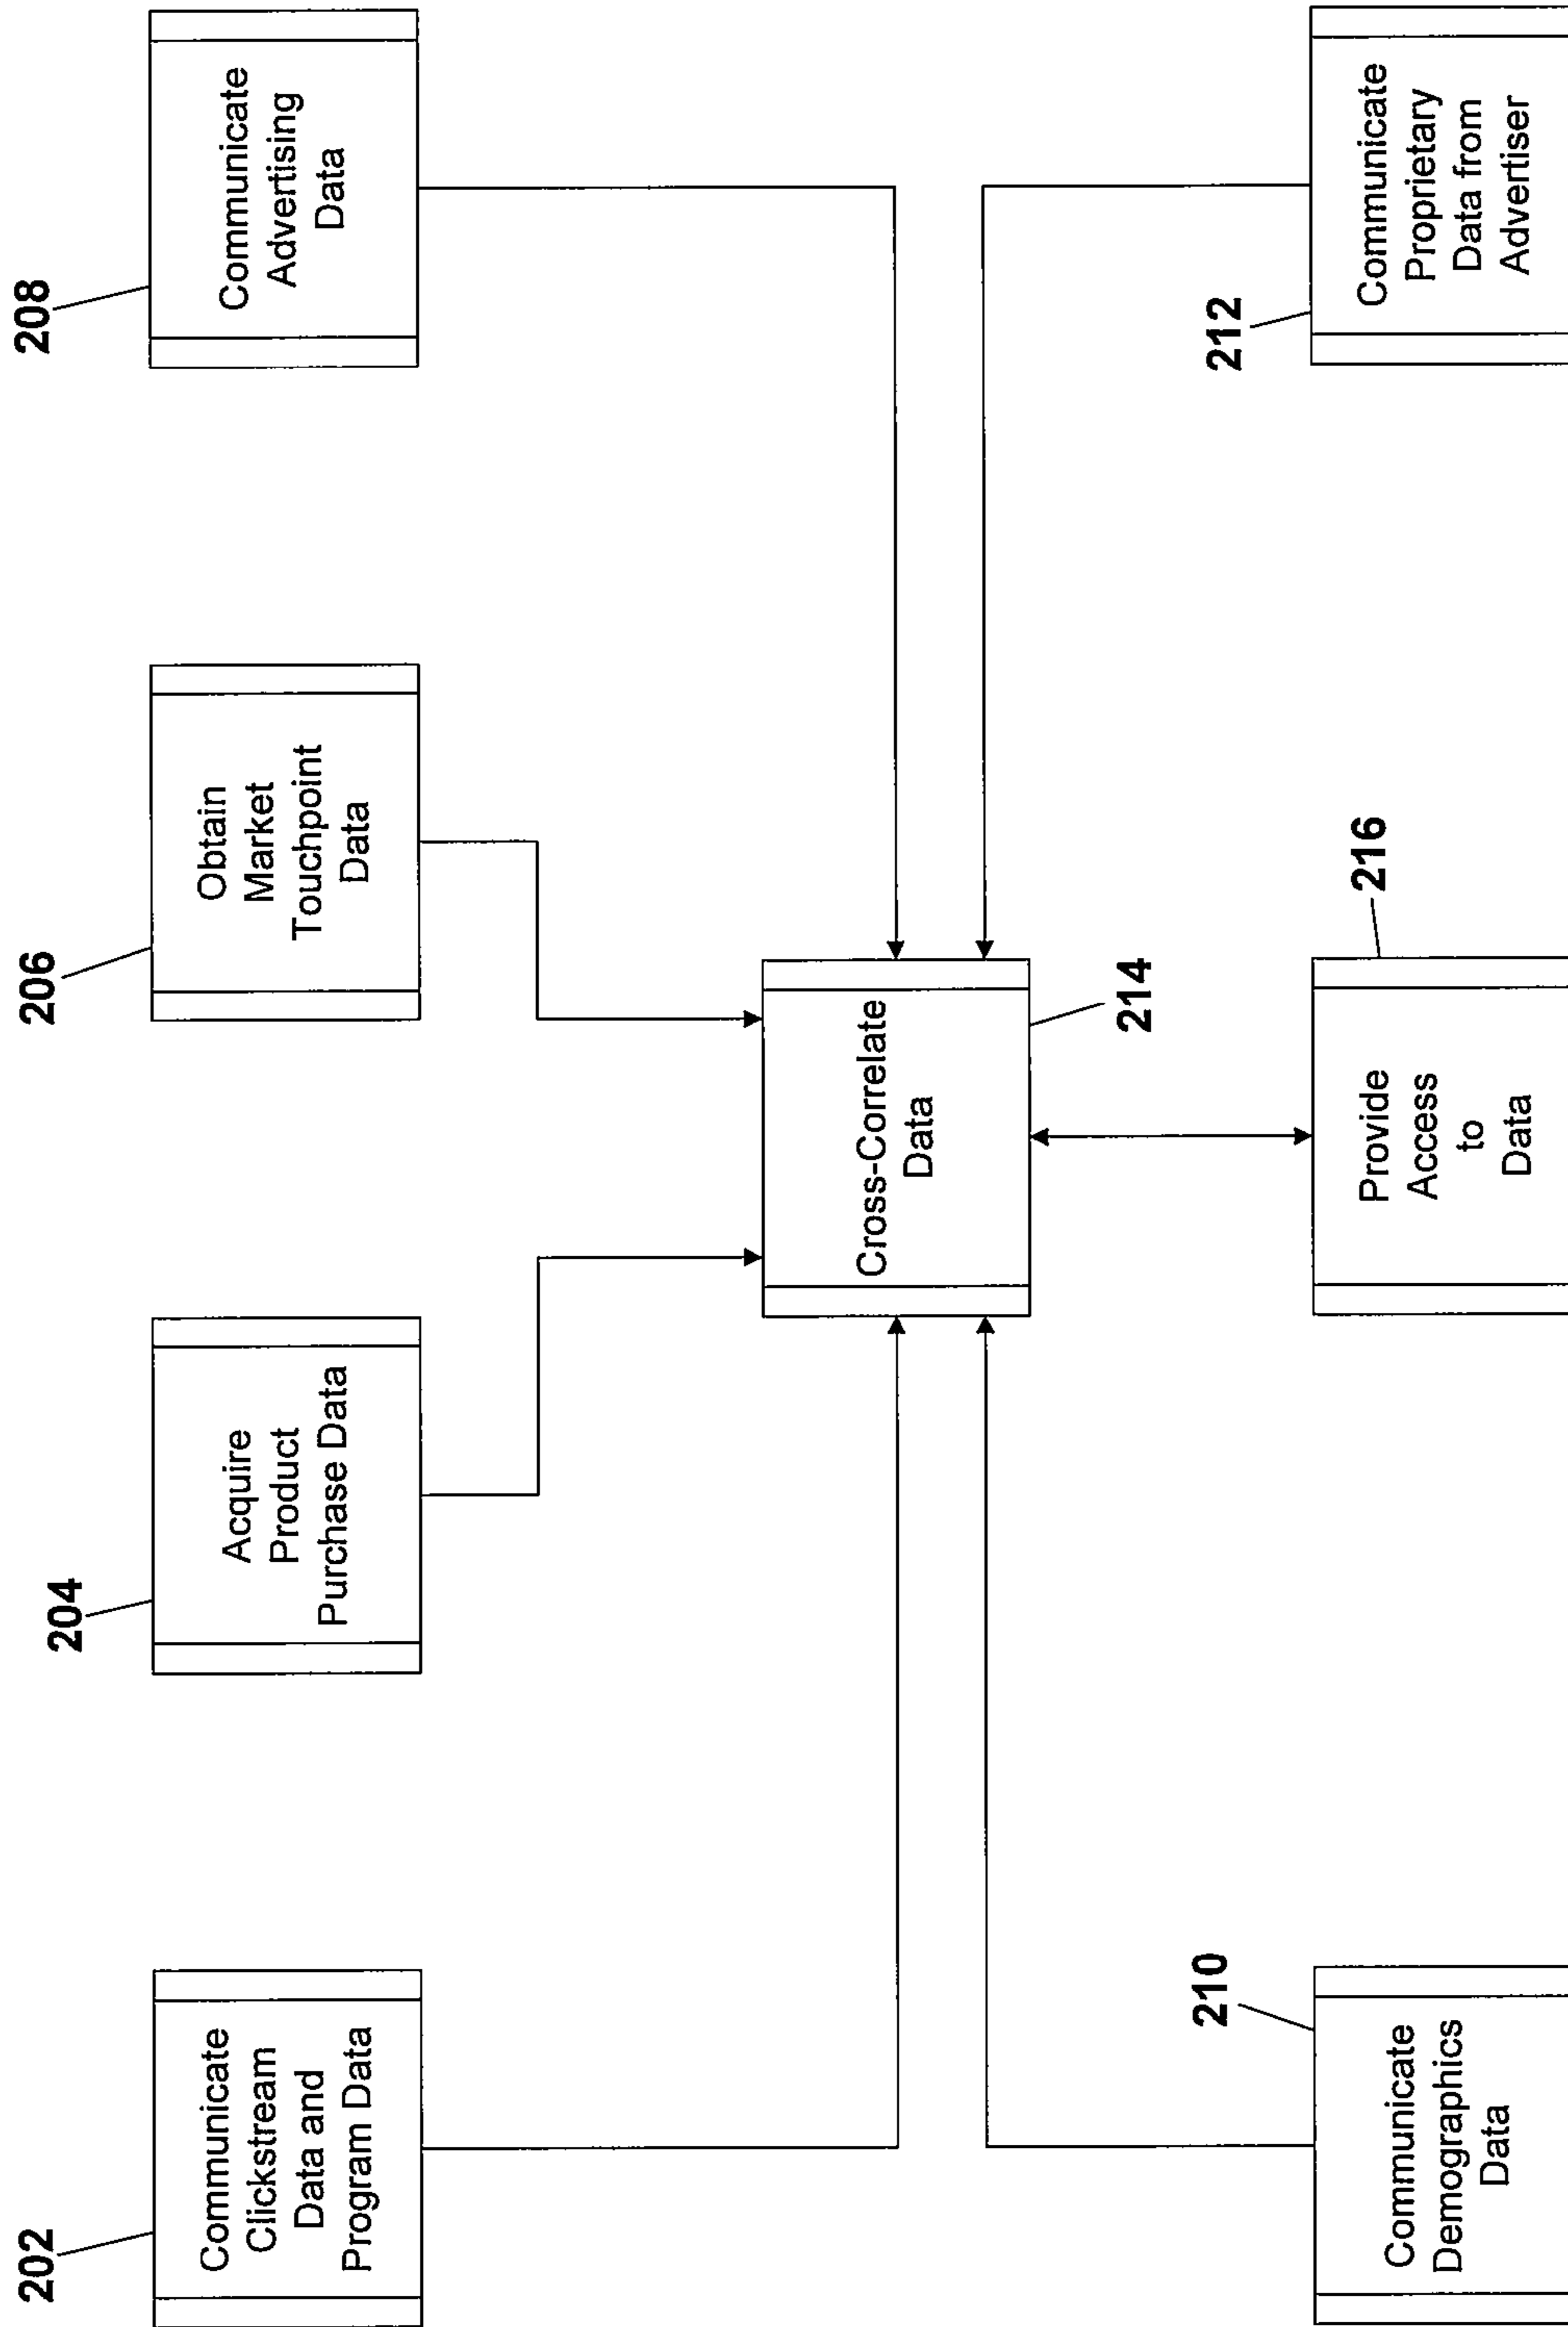 202
Communicate
Clickstream
Data and
Program Data
204
Acquire
Product
Purchase Data
206
Obtain
Market
Touchpoint
Data
208
Communicate
Advertising
Data
Cross-Correlate
Data
214
210
Communicate
Demographics
Data
216
Provide
Access
to
Data
212
Communicate
Proprietary
Data from
Advertiser